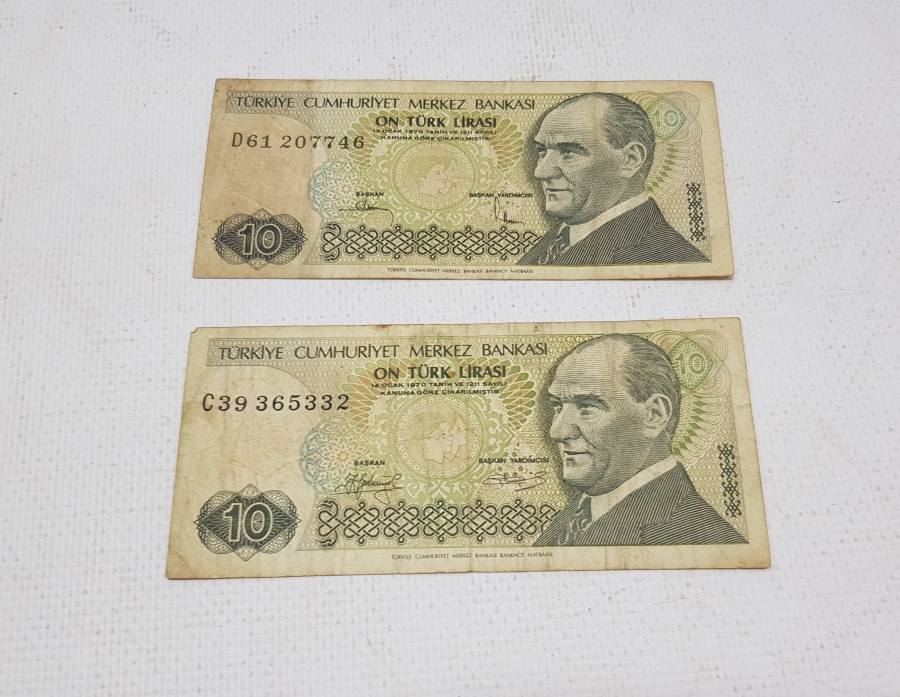 TÜRKİYE CUMHURİYET MERKEZ BANKASI
ON TÜRK LİRASI
14 OCAK 1970 TARİH VE 1211 SAYILI
KANUNA GÖRE ÇIKARILMIŞTIR
10
D61 207746
BAŞKAN BAŞKAN YARDIMCISI
10
TÜRKİYE CUMHURİYET MERKEZ BANKASI BANKNOT MATBAASI
TÜRKİYE CUMHURİYET MERKEZ BANKASI
ON TÜRK LİRASI
14 OCAK 1970 TARİH VE 1211 SAYILI
KANUNA GÖRE ÇIKARILMIŞTIR
10
C39 365332
BAŞKAN BAŞKAN YARDIMCISI
10
TÜRKİYE CUMHURİYET MERKEZ BANKASI BANKNOT MATBAASI